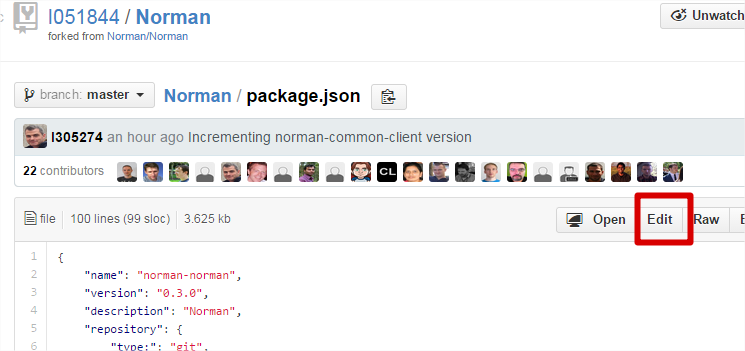 I051844 / Norman
Unwatch
forked from Norman/Norman
branch: master
Norman / package.json
I305274 an hour ago Incrementing norman-common-client version
22 contributors
CL
file 100 lines (99 sloc) 3.625 kb
Open Edit Raw
1 {
2 "name": "norman-norman",
3 "version": "0.3.0",
4 "description": "Norman",
5 "repository": {
6 "type:": "git",